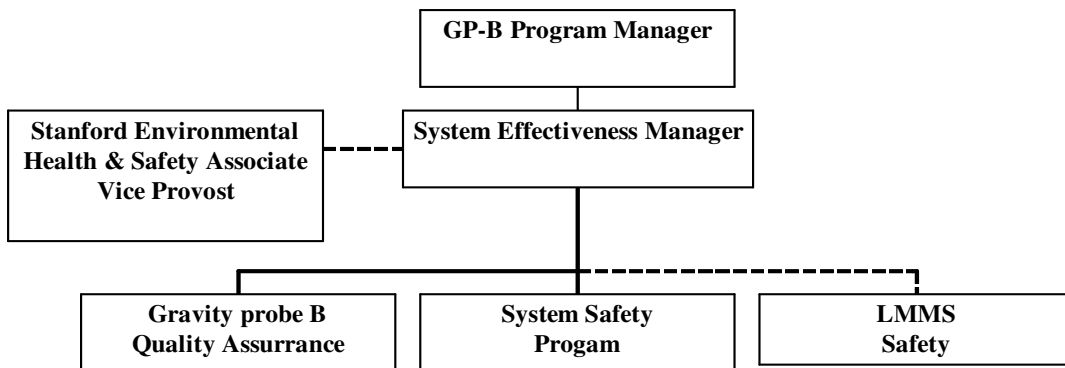 GP-B Program Manager
Stanford Environmental
Health & Safety Associate
Vice Provost
System Effectiveness Manager
Gravity probe B
Quality Assurrance
System Safety
Progam
LMMS
Safety